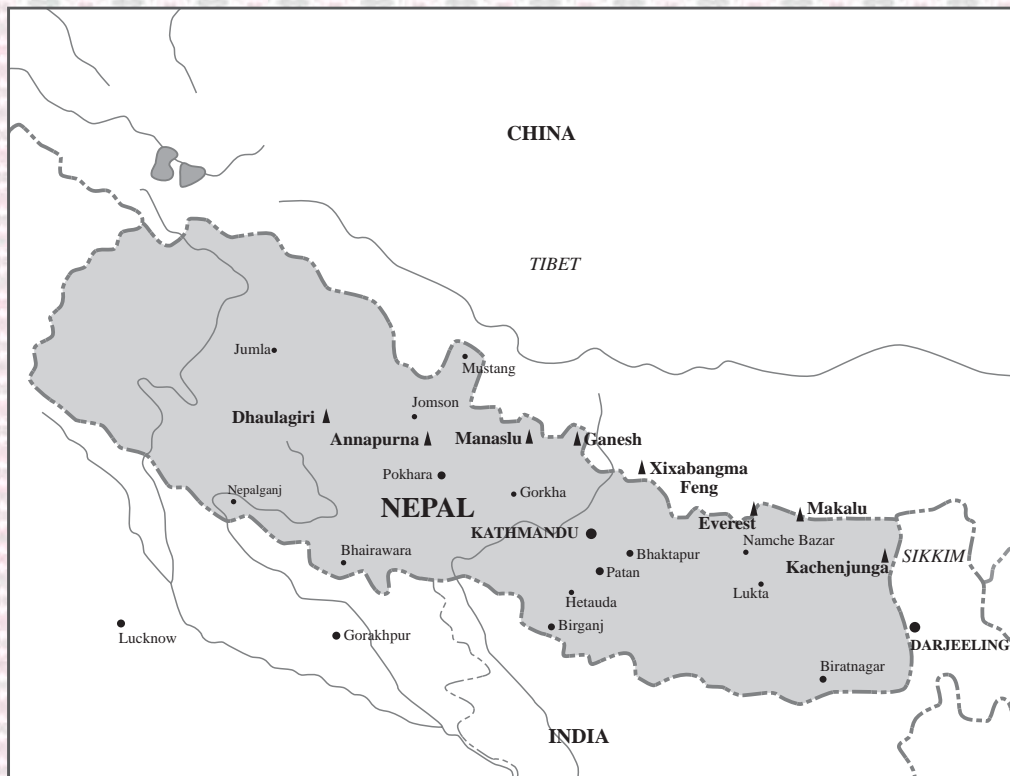 CHINA
TIBET
Jumla
Mustang
Jomson
Dhaulagiri
Annapurna
Manaslu
Ganesh
Xixabangma
Feng
Pokhara
Nepalganj
Gorkha
NEPAL
Everest
Makalu
KATHMANDU
Namche Bazar
Bhairawara
Bhaktapur
SIKKIM
Kachenjunga
Patan
Lukta
Hetauda
Birganj
Lucknow
Gorakhpur
DARJEELING
Biratnagar
INDIA